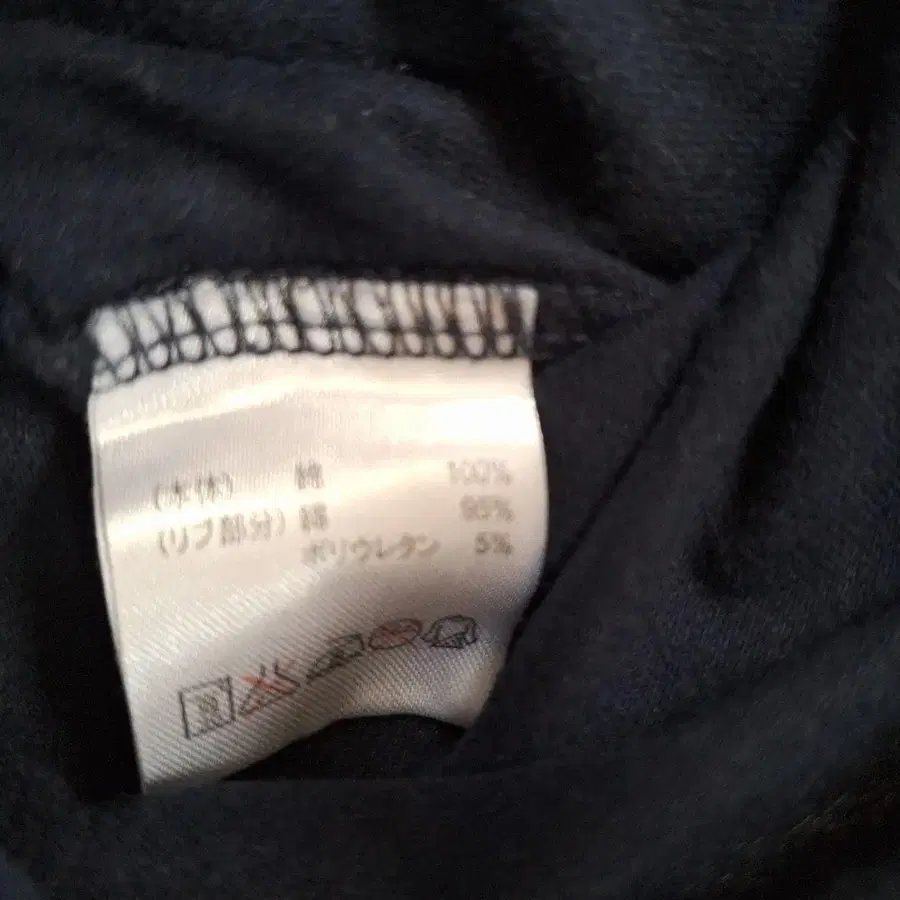 (本体) 綿 100%
(リブ部分) 綿 95%
ポリウレタン 5%